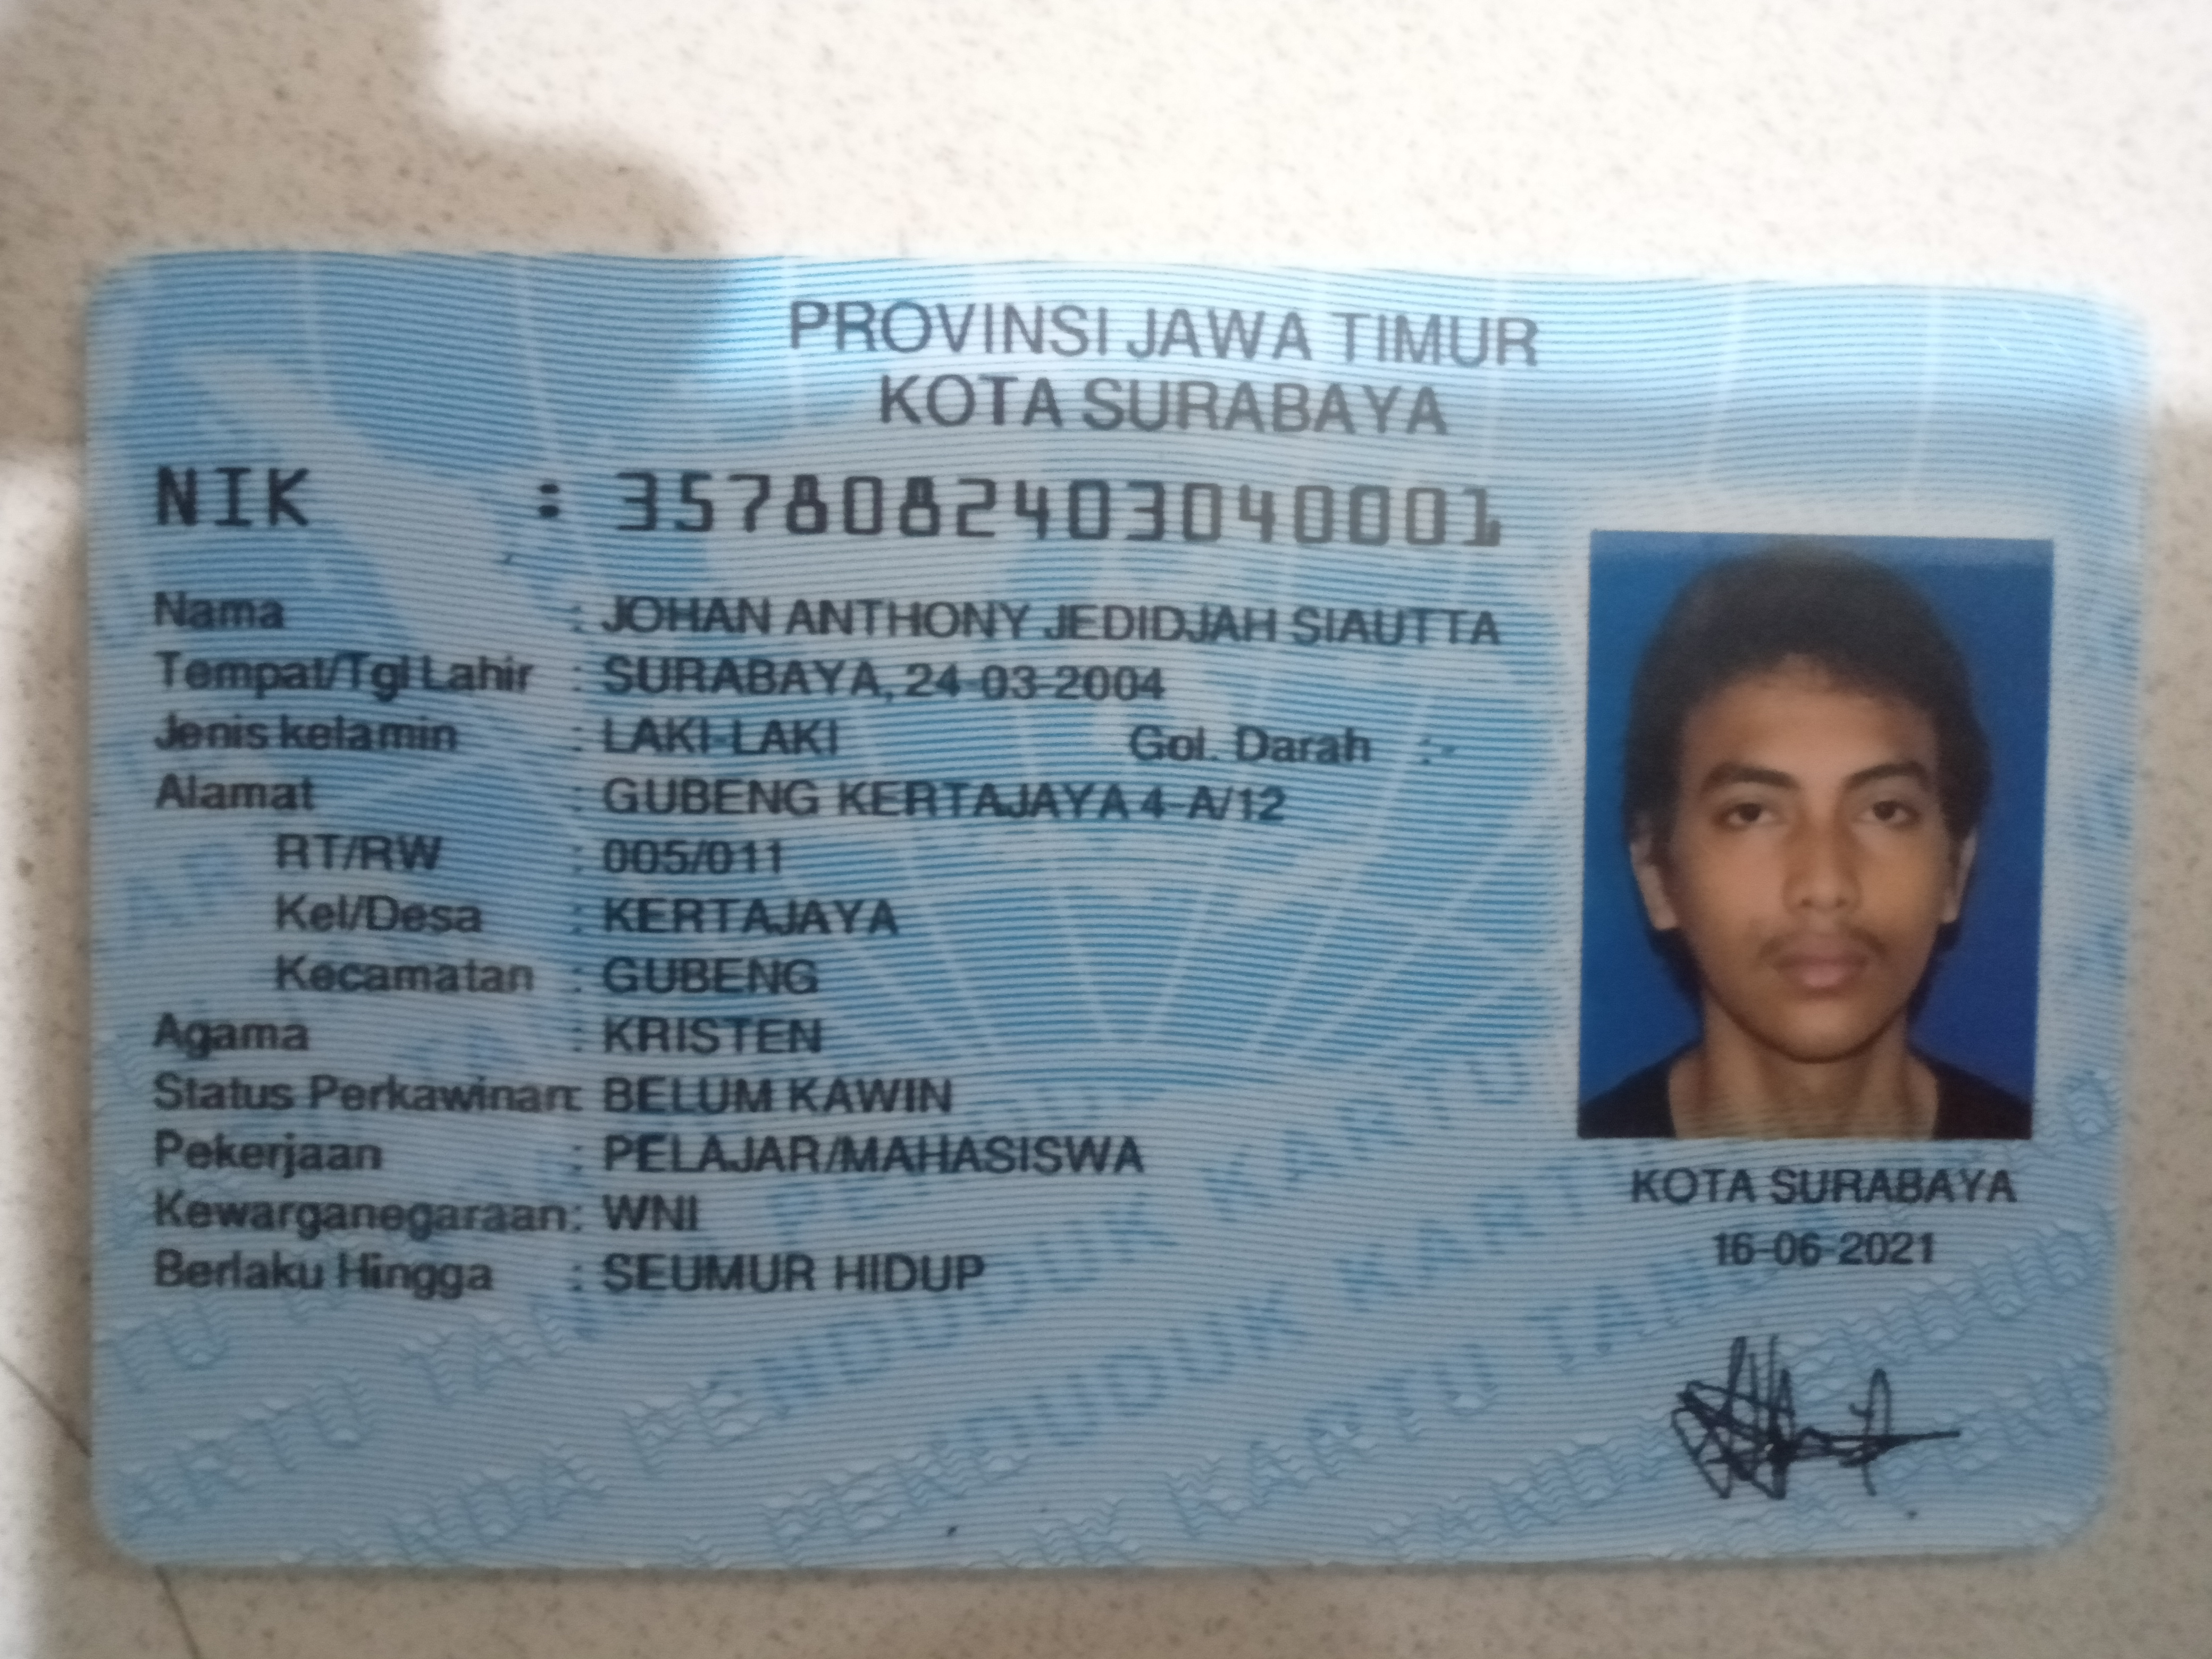 PROVINSI JAWA TIMUR
KOTA SURABAYA
NIK : 3578082403040001
Nama : JOHAN ANTHONY JEDIDJAH SIAUTTA
Tempat/Tgl Lahir : SURABAYA, 24-03-2004
Jenis kelamin : LAKI-LAKI Gol. Darah : -
Alamat : GUBENG KERTAJAYA 4-A/12
RT/RW : 005/011
Kel/Desa : KERTAJAYA
Kecamatan : GUBENG
Agama : KRISTEN
Status Perkawinan: BELUM KAWIN
Pekerjaan : PELAJAR/MAHASISWA
Kewarganegaraan: WNI
Berlaku Hingga : SEUMUR HIDUP
KOTA SURABAYA
16-06-2021